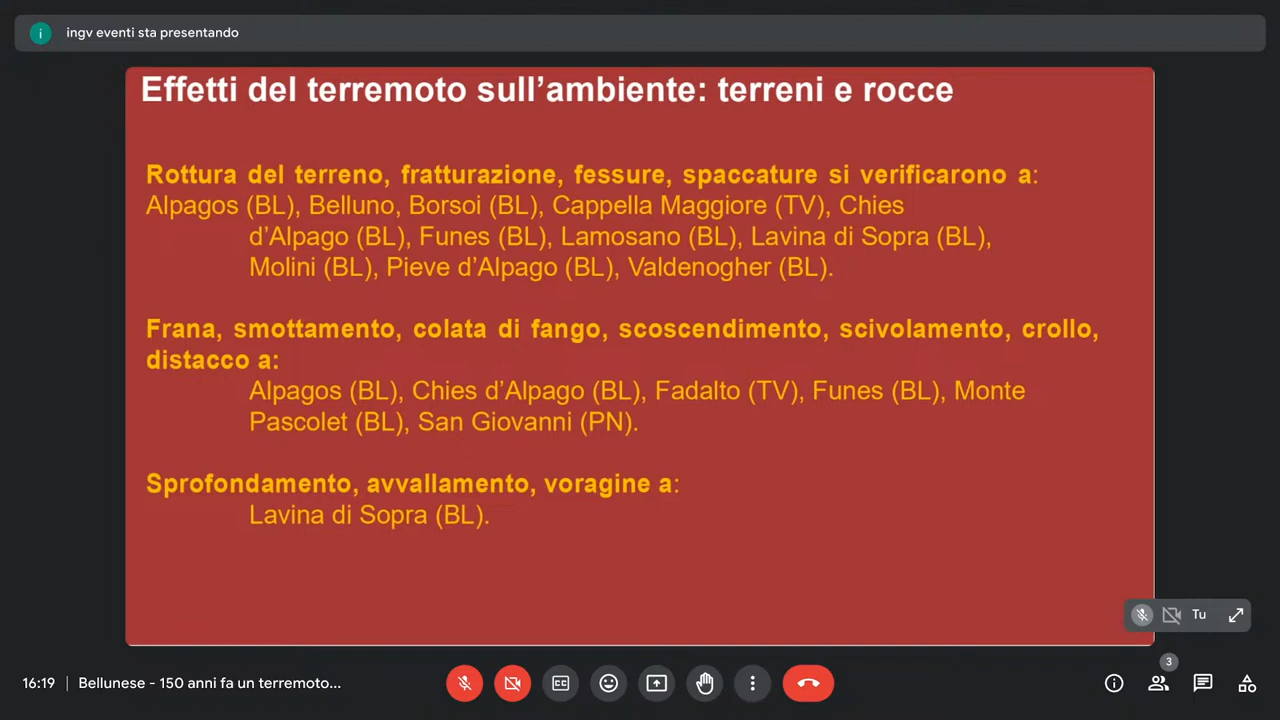 i ingv eventi sta presentando
Effetti del terremoto sull’ambiente: terreni e rocce
Rottura del terreno, fratturazione, fessure, spaccature si verificarono a:
Alpagos (BL), Belluno, Borsoi (BL), Cappella Maggiore (TV), Chies
d’Alpago (BL), Funes (BL), Lamosano (BL), Lavina di Sopra (BL),
Molini (BL), Pieve d’Alpago (BL), Valdenogher (BL).
Frana, smottamento, colata di fango, scoscendimento, scivolamento, crollo,
distacco a:
Alpagos (BL), Chies d’Alpago (BL), Fadalto (TV), Funes (BL), Monte
Pascolet (BL), San Giovanni (PN).
Sprofondamento, avvallamento, voragine a:
Lavina di Sopra (BL).
Tu
3
16:19 | Bellunese - 150 anni fa un terremoto...